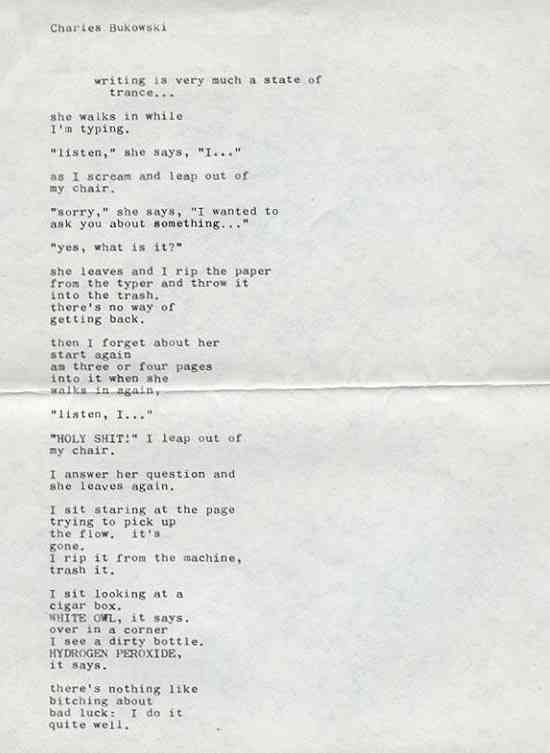 Charles Bukowski
writing is very much a state of
trance...
she walks in while
I'm typing.
"listen," she says, "I..."
as I scream and leap out of
my chair.
"sorry," she says, "I wanted to
ask you about something..."
"yes, what is it?"
she leaves and I rip the paper
from the typer and throw it
into the trash.
there's no way of
getting back.
then I forget about her
start again
am three or four pages
into it when she
walks in again,
"listen, I..."
"HOLY SHIT!" I leap out of
my chair.
I answer her question and
she leaves again.
I sit staring at the page
trying to pick up
the flow.  it's
gone.
I rip it from the machine,
trash it.
I sit looking at a
cigar box.
WHITE OWL, it says.
over in a corner
I see a dirty bottle.
HYDROGEN PEROXIDE,
it says.
there's nothing like
bitching about
bad luck:  I do it
quite well.